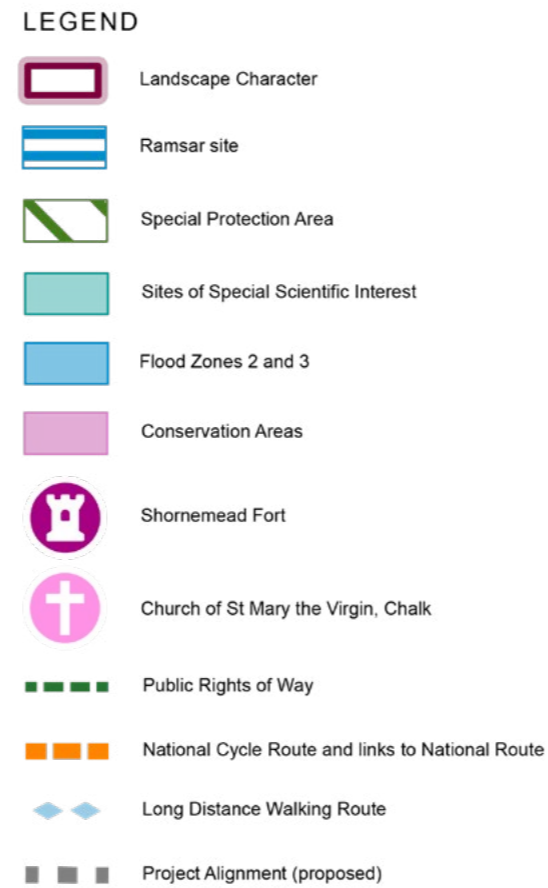 LEGEND
Landscape Character
Ramsar site
Special Protection Area
Sites of Special Scientific Interest
Flood Zones 2 and 3
Conservation Areas
Shornemead Fort
Church of St Mary the Virgin, Chalk
Public Rights of Way
National Cycle Route and links to National Route
Long Distance Walking Route
Project Alignment (proposed)